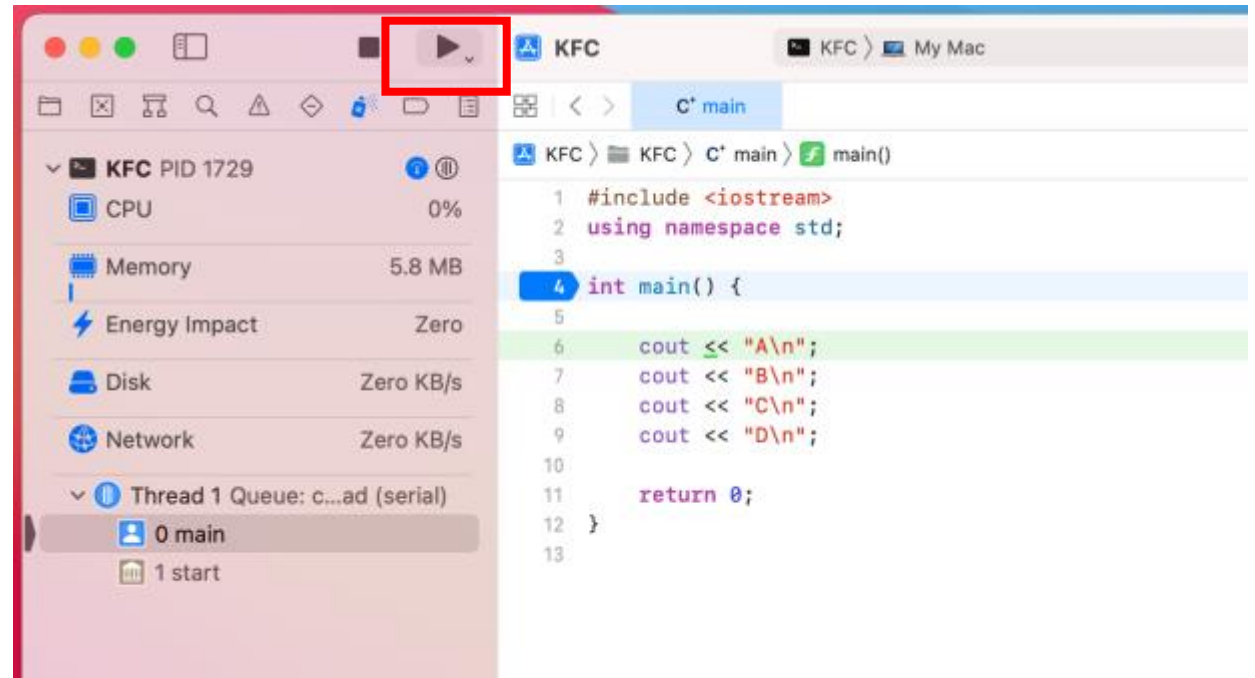 KFC
KFC 〉 My Mac
C⁺ main
KFC 〉 KFC 〉 C⁺ main 〉 f main()
KFC PID 1729
CPU 0%
Memory 5.8 MB
Energy Impact Zero
Disk Zero KB/s
Network Zero KB/s
Thread 1 Queue: c...ad (serial)
0 main
1 start
1 #include <iostream>
2 using namespace std;
3
4 int main() {
5
6 cout << "A\n";
7 cout << "B\n";
8 cout << "C\n";
9 cout << "D\n";
10
11 return 0;
12 }
13